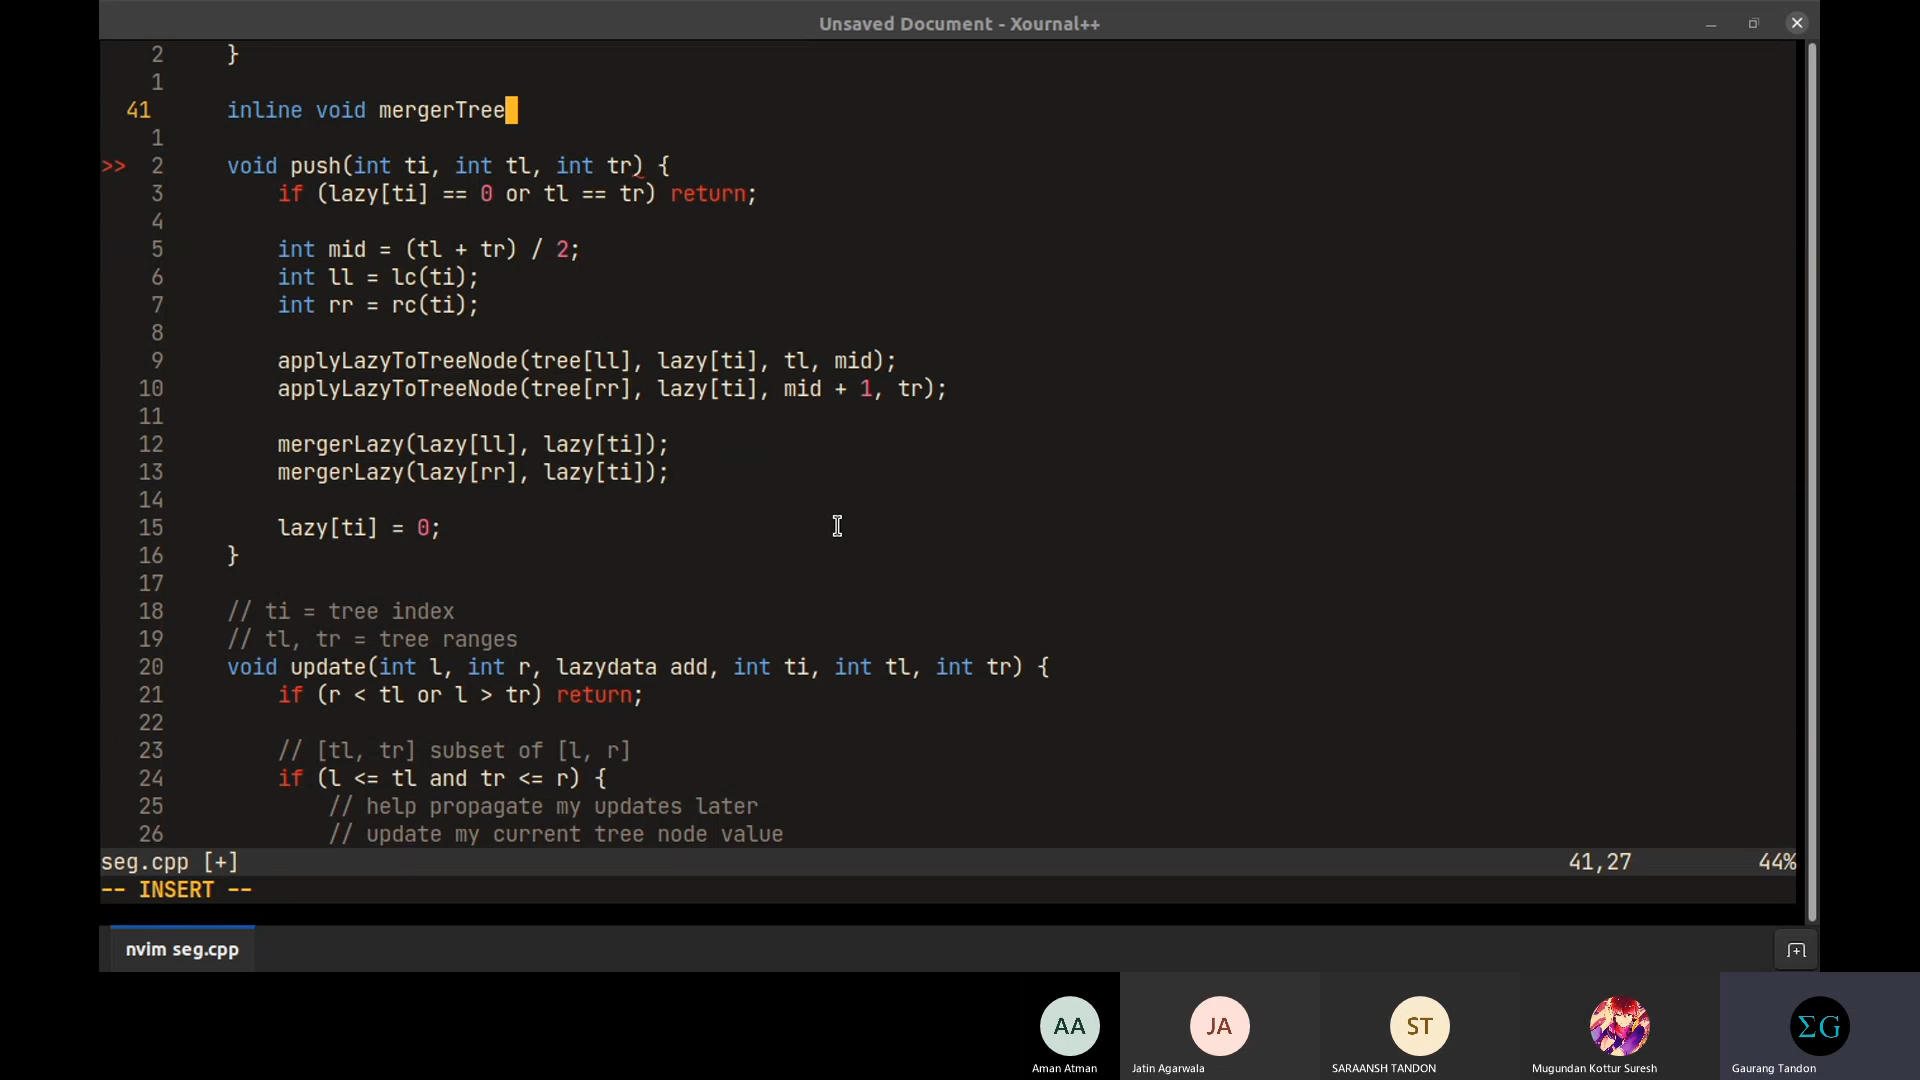 Unsaved Document - Xournal++
2 }
1
41 inline void mergerTree
1
>> 2 void push(int ti, int tl, int tr) {
3 if (lazy[ti] == 0 or tl == tr) return;
4
5 int mid = (tl + tr) / 2;
6 int ll = lc(ti);
7 int rr = rc(ti);
8
9 applyLazyToTreeNode(tree[ll], lazy[ti], tl, mid);
10 applyLazyToTreeNode(tree[rr], lazy[ti], mid + 1, tr);
11
12 mergerLazy(lazy[ll], lazy[ti]);
13 mergerLazy(lazy[rr], lazy[ti]);
14
15 lazy[ti] = 0;
16 }
17
18 // ti = tree index
19 // tl, tr = tree ranges
20 void update(int l, int r, lazydata add, int ti, int tl, int tr) {
21 if (r < tl or l > tr) return;
22
23 // [tl, tr] subset of [l, r]
24 if (l <= tl and tr <= r) {
25 // help propagate my updates later
26 // update my current tree node value
seg.cpp [+] 41,27 44%
-- INSERT --
nvim seg.cpp
AA JA ST ΣG
Aman Atman Jatin Agarwala SARAANSH TANDON Mugundan Kottur Suresh Gaurang Tandon